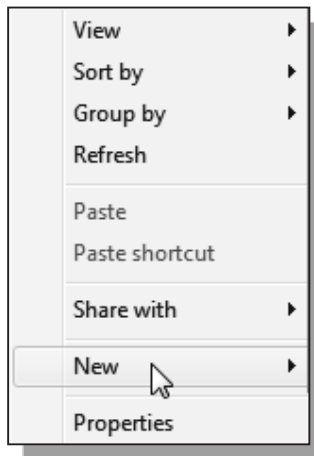 View
Sort by
Group by
Refresh
Paste
Paste shortcut
Share with
New
Properties